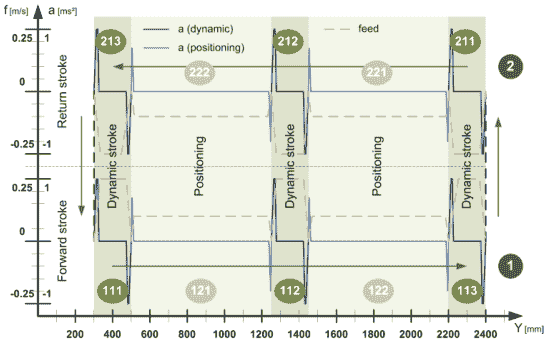 f [m/s] a [ms²]
a (dynamic)
a (positioning)
feed
213
212
211
222
221
2
0.25 1
0
-0.25 -1
0.25 1
0
-0.25 -1
Return stroke
Forward stroke
Dynamic stroke
Positioning
Dynamic stroke
Positioning
Dynamic stroke
111
121
112
122
113
1
200 400 600 800 1000 1200 1400 1600 1800 2000 2200 2400 Y [mm]